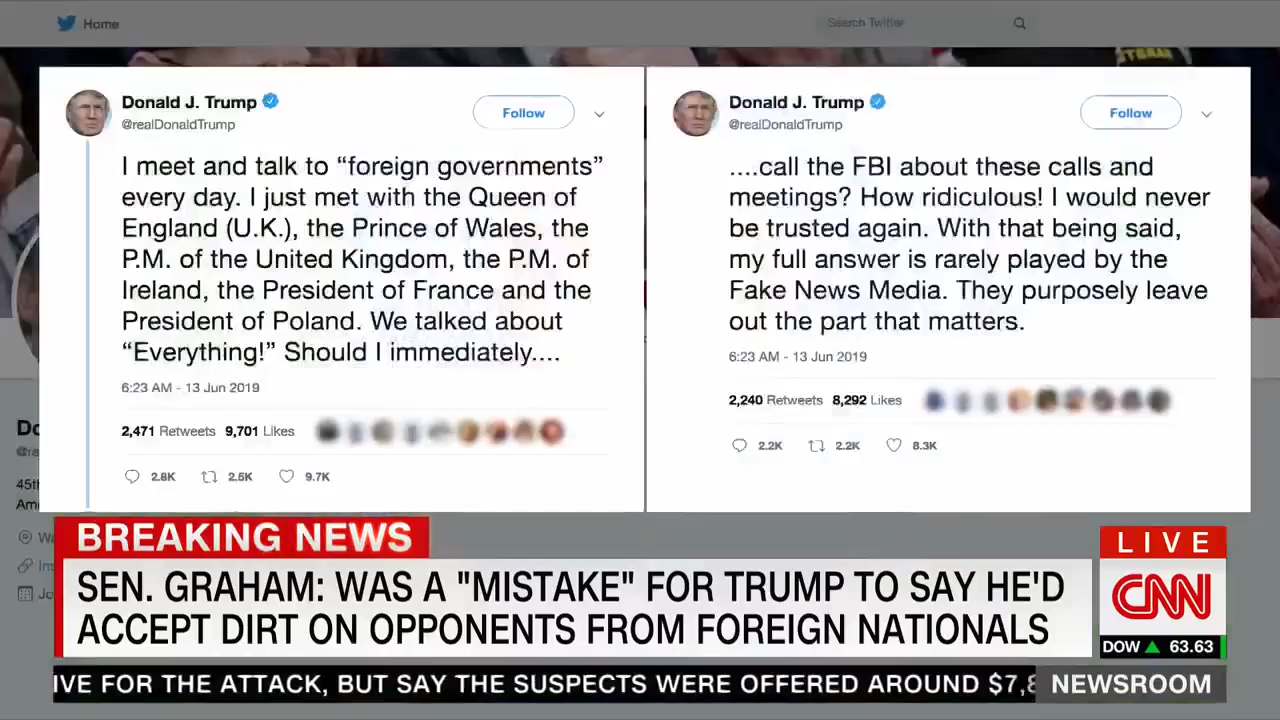 Home
Search Twitter
Donald J. Trump
@realDonaldTrump
Follow
I meet and talk to “foreign governments”
every day. I just met with the Queen of
England (U.K.), the Prince of Wales, the
P.M. of the United Kingdom, the P.M. of
Ireland, the President of France and the
President of Poland. We talked about
“Everything!” Should I immediately....
6:23 AM - 13 Jun 2019
2,471 Retweets 9,701 Likes
2.8K 2.5K 9.7K
Donald J. Trump
@realDonaldTrump
Follow
....call the FBI about these calls and
meetings? How ridiculous! I would never
be trusted again. With that being said,
my full answer is rarely played by the
Fake News Media. They purposely leave
out the part that matters.
6:23 AM - 13 Jun 2019
2,240 Retweets 8,292 Likes
2.2K 2.2K 8.3K
45th
BREAKING NEWS
SEN. GRAHAM: WAS A "MISTAKE" FOR TRUMP TO SAY HE'D
ACCEPT DIRT ON OPPONENTS FROM FOREIGN NATIONALS
LIVE
CNN
DOW 63.63
IVE FOR THE ATTACK, BUT SAY THE SUSPECTS WERE OFFERED AROUND $7,8
NEWSROOM